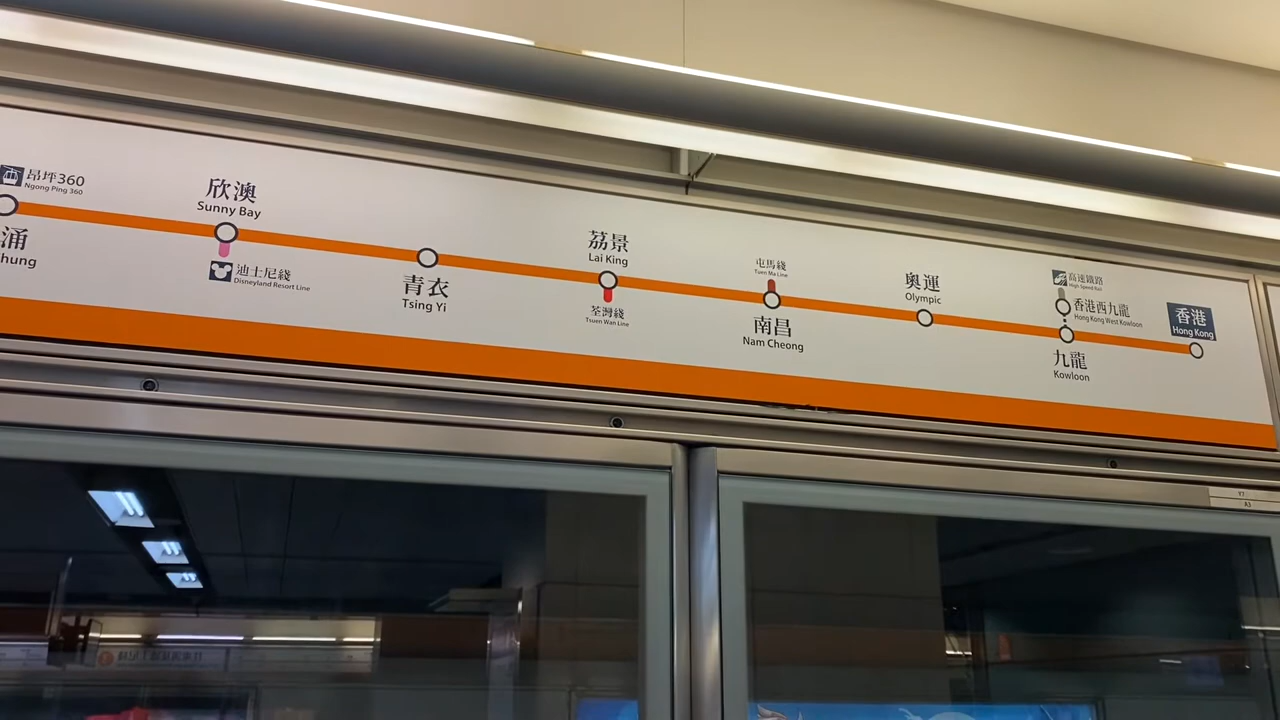 昂坪360
Ngong Ping 360
涌
hung
欣澳
Sunny Bay
迪士尼綫
Disneyland Resort Line
青衣
Tsing Yi
荔景
Lai King
荃灣綫
Tsuen Wan Line
屯馬綫
Tuen Ma Line
南昌
Nam Cheong
奧運
Olympic
高速鐵路
High Speed Rail
香港西九龍
Hong Kong West Kowloon
九龍
Kowloon
香港
Hong Kong